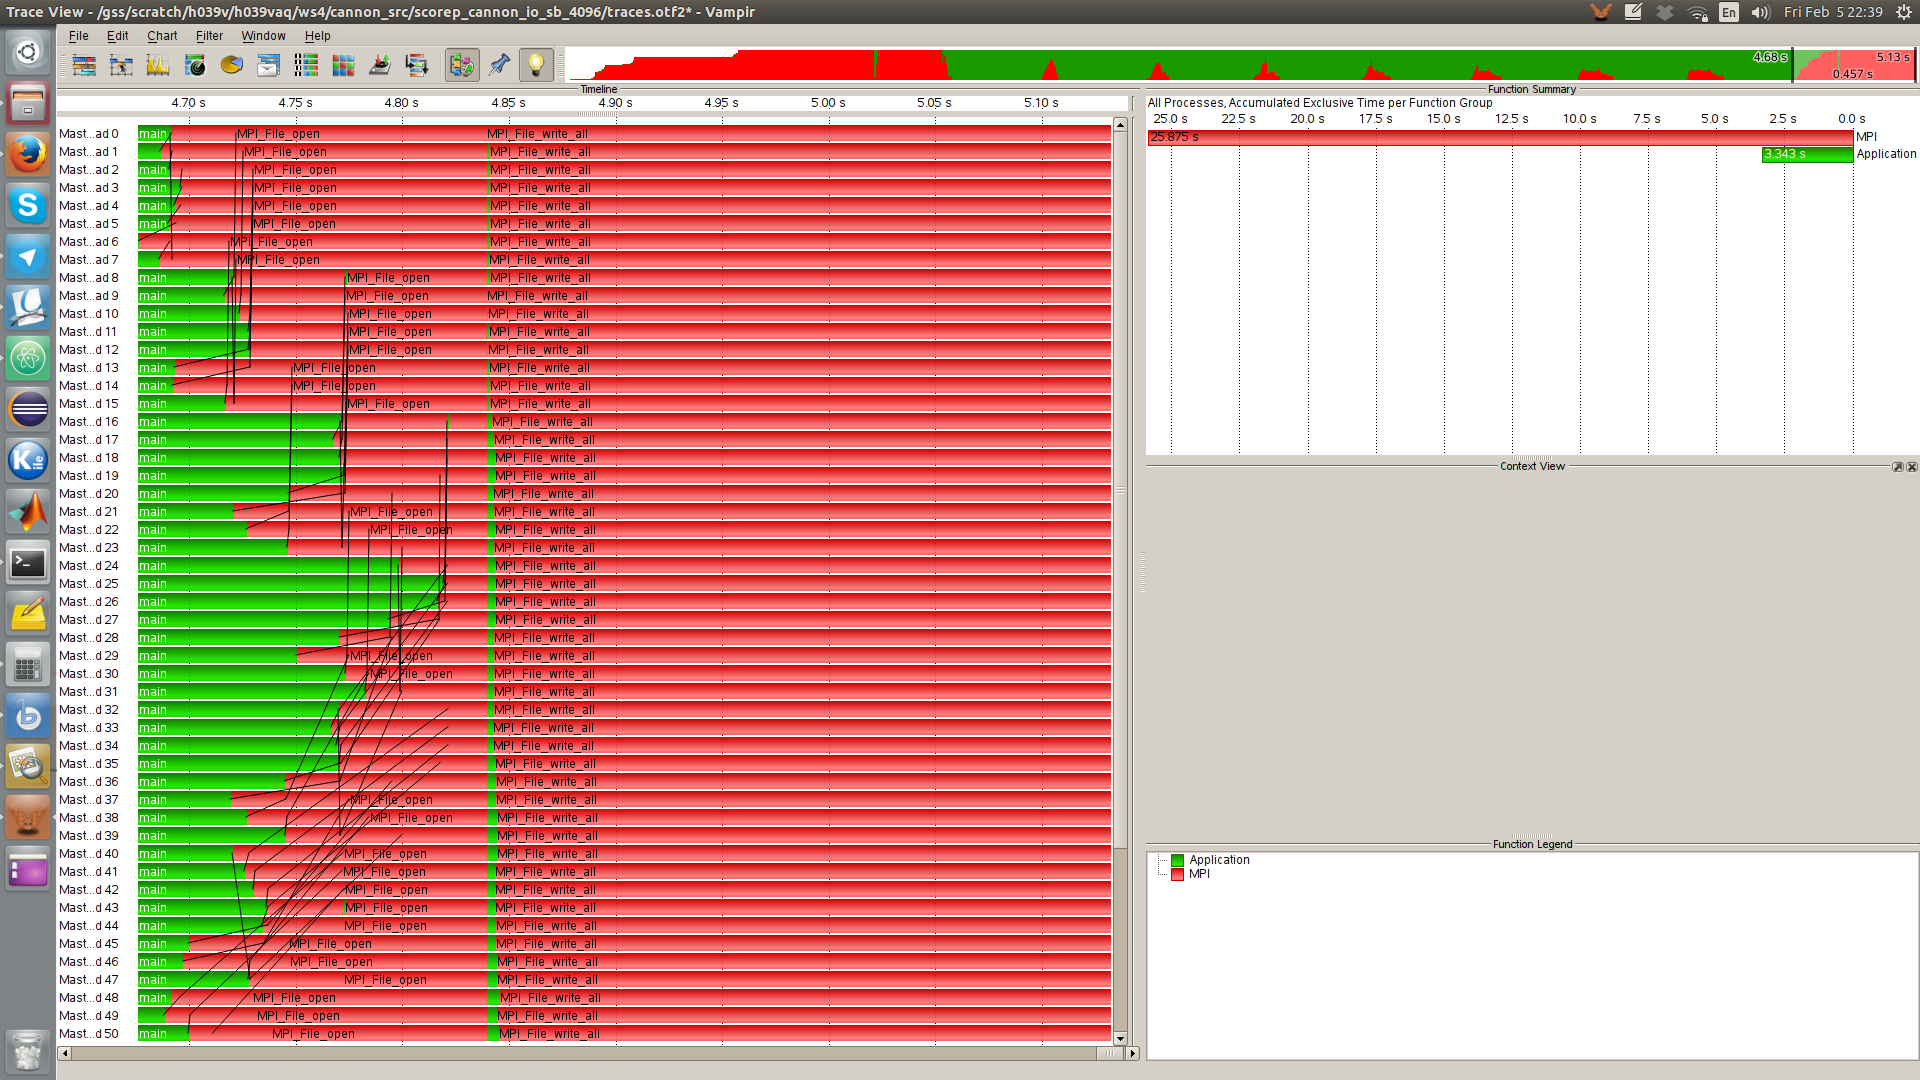 Trace View - /gss/scratch/h039v/h039vaq/ws4/cannon_src/scorep_cannon_io_sb_4096/traces.otf2* - Vampir
En
Fri Feb 5 22:39
File Edit Chart Filter Window Help
4.68 s
5.13 s
0.457 s
Timeline
4.70 s 4.75 s 4.80 s 4.85 s 4.90 s 4.95 s 5.00 s 5.05 s 5.10 s
Mast...ad 0 main MPI_File_open MPI_File_write_all
Mast...ad 1 MPI_File_open MPI_File_write_all
Mast...ad 2 main MPI_File_open MPI_File_write_all
Mast...ad 3 main MPI_File_open MPI_File_write_all
Mast...ad 4 main MPI_File_open MPI_File_write_all
Mast...ad 5 main MPI_File_open MPI_File_write_all
Mast...ad 6 MPI_File_open MPI_File_write_all
Mast...ad 7 MPI_File_open MPI_File_write_all
Mast...ad 8 main MPI_File_open MPI_File_write_all
Mast...ad 9 main MPI_File_open MPI_File_write_all
Mast...d 10 main MPI_File_open MPI_File_write_all
Mast...d 11 main MPI_File_open MPI_File_write_all
Mast...d 12 main MPI_File_open MPI_File_write_all
Mast...d 13 main MPI_File_open MPI_File_write_all
Mast...d 14 main MPI_File_open MPI_File_write_all
Mast...d 15 main MPI_File_open MPI_File_write_all
Mast...d 16 main MPI_File_write_all
Mast...d 17 main MPI_File_write_all
Mast...d 18 main MPI_File_write_all
Mast...d 19 main MPI_File_write_all
Mast...d 20 main MPI_File_write_all
Mast...d 21 main MPI_File_open MPI_File_write_all
Mast...d 22 main MPI_File_open MPI_File_write_all
Mast...d 23 main MPI_File_write_all
Mast...d 24 main MPI_File_write_all
Mast...d 25 main MPI_File_write_all
Mast...d 26 main MPI_File_write_all
Mast...d 27 main MPI_File_write_all
Mast...d 28 main MPI_File_write_all
Mast...d 29 main MPI_File_open MPI_File_write_all
Mast...d 30 main MPI_File_open MPI_File_write_all
Mast...d 31 main MPI_File_write_all
Mast...d 32 main MPI_File_write_all
Mast...d 33 main MPI_File_write_all
Mast...d 34 main MPI_File_write_all
Mast...d 35 main MPI_File_write_all
Mast...d 36 main MPI_File_write_all
Mast...d 37 main MPI_File_open MPI_File_write_all
Mast...d 38 main MPI_File_open MPI_File_write_all
Mast...d 39 main MPI_File_write_all
Mast...d 40 main MPI_File_open MPI_File_write_all
Mast...d 41 main MPI_File_open MPI_File_write_all
Mast...d 42 main MPI_File_open MPI_File_write_all
Mast...d 43 main MPI_File_open MPI_File_write_all
Mast...d 44 main MPI_File_open MPI_File_write_all
Mast...d 45 main MPI_File_open MPI_File_write_all
Mast...d 46 main MPI_File_open MPI_File_write_all
Mast...d 47 main MPI_File_open MPI_File_write_all
Mast...d 48 main MPI_File_open MPI_File_write_all
Mast...d 49 MPI_File_open MPI_File_write_all
Mast...d 50 main MPI_File_open MPI_File_write_all
Function Summary
All Processes, Accumulated Exclusive Time per Function Group
25.0 s 22.5 s 20.0 s 17.5 s 15.0 s 12.5 s 10.0 s 7.5 s 5.0 s 2.5 s 0.0 s
25.875 s MPI
3.343 s Application
Context View
Function Legend
Application
MPI